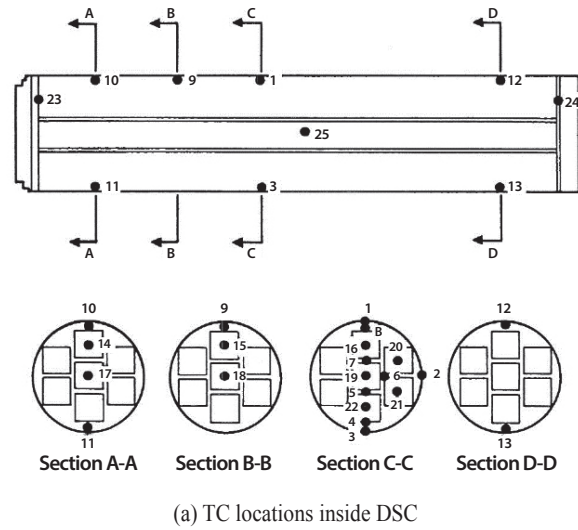 A B C D
10 9 1 12
23 24
25
11 3 13
A B C D
10 9 1 12
B
14 15 16 20
7
17 18 19 6 2
5
22 21
4
11 3 13
Section A-A Section B-B Section C-C Section D-D
(a) TC locations inside DSC